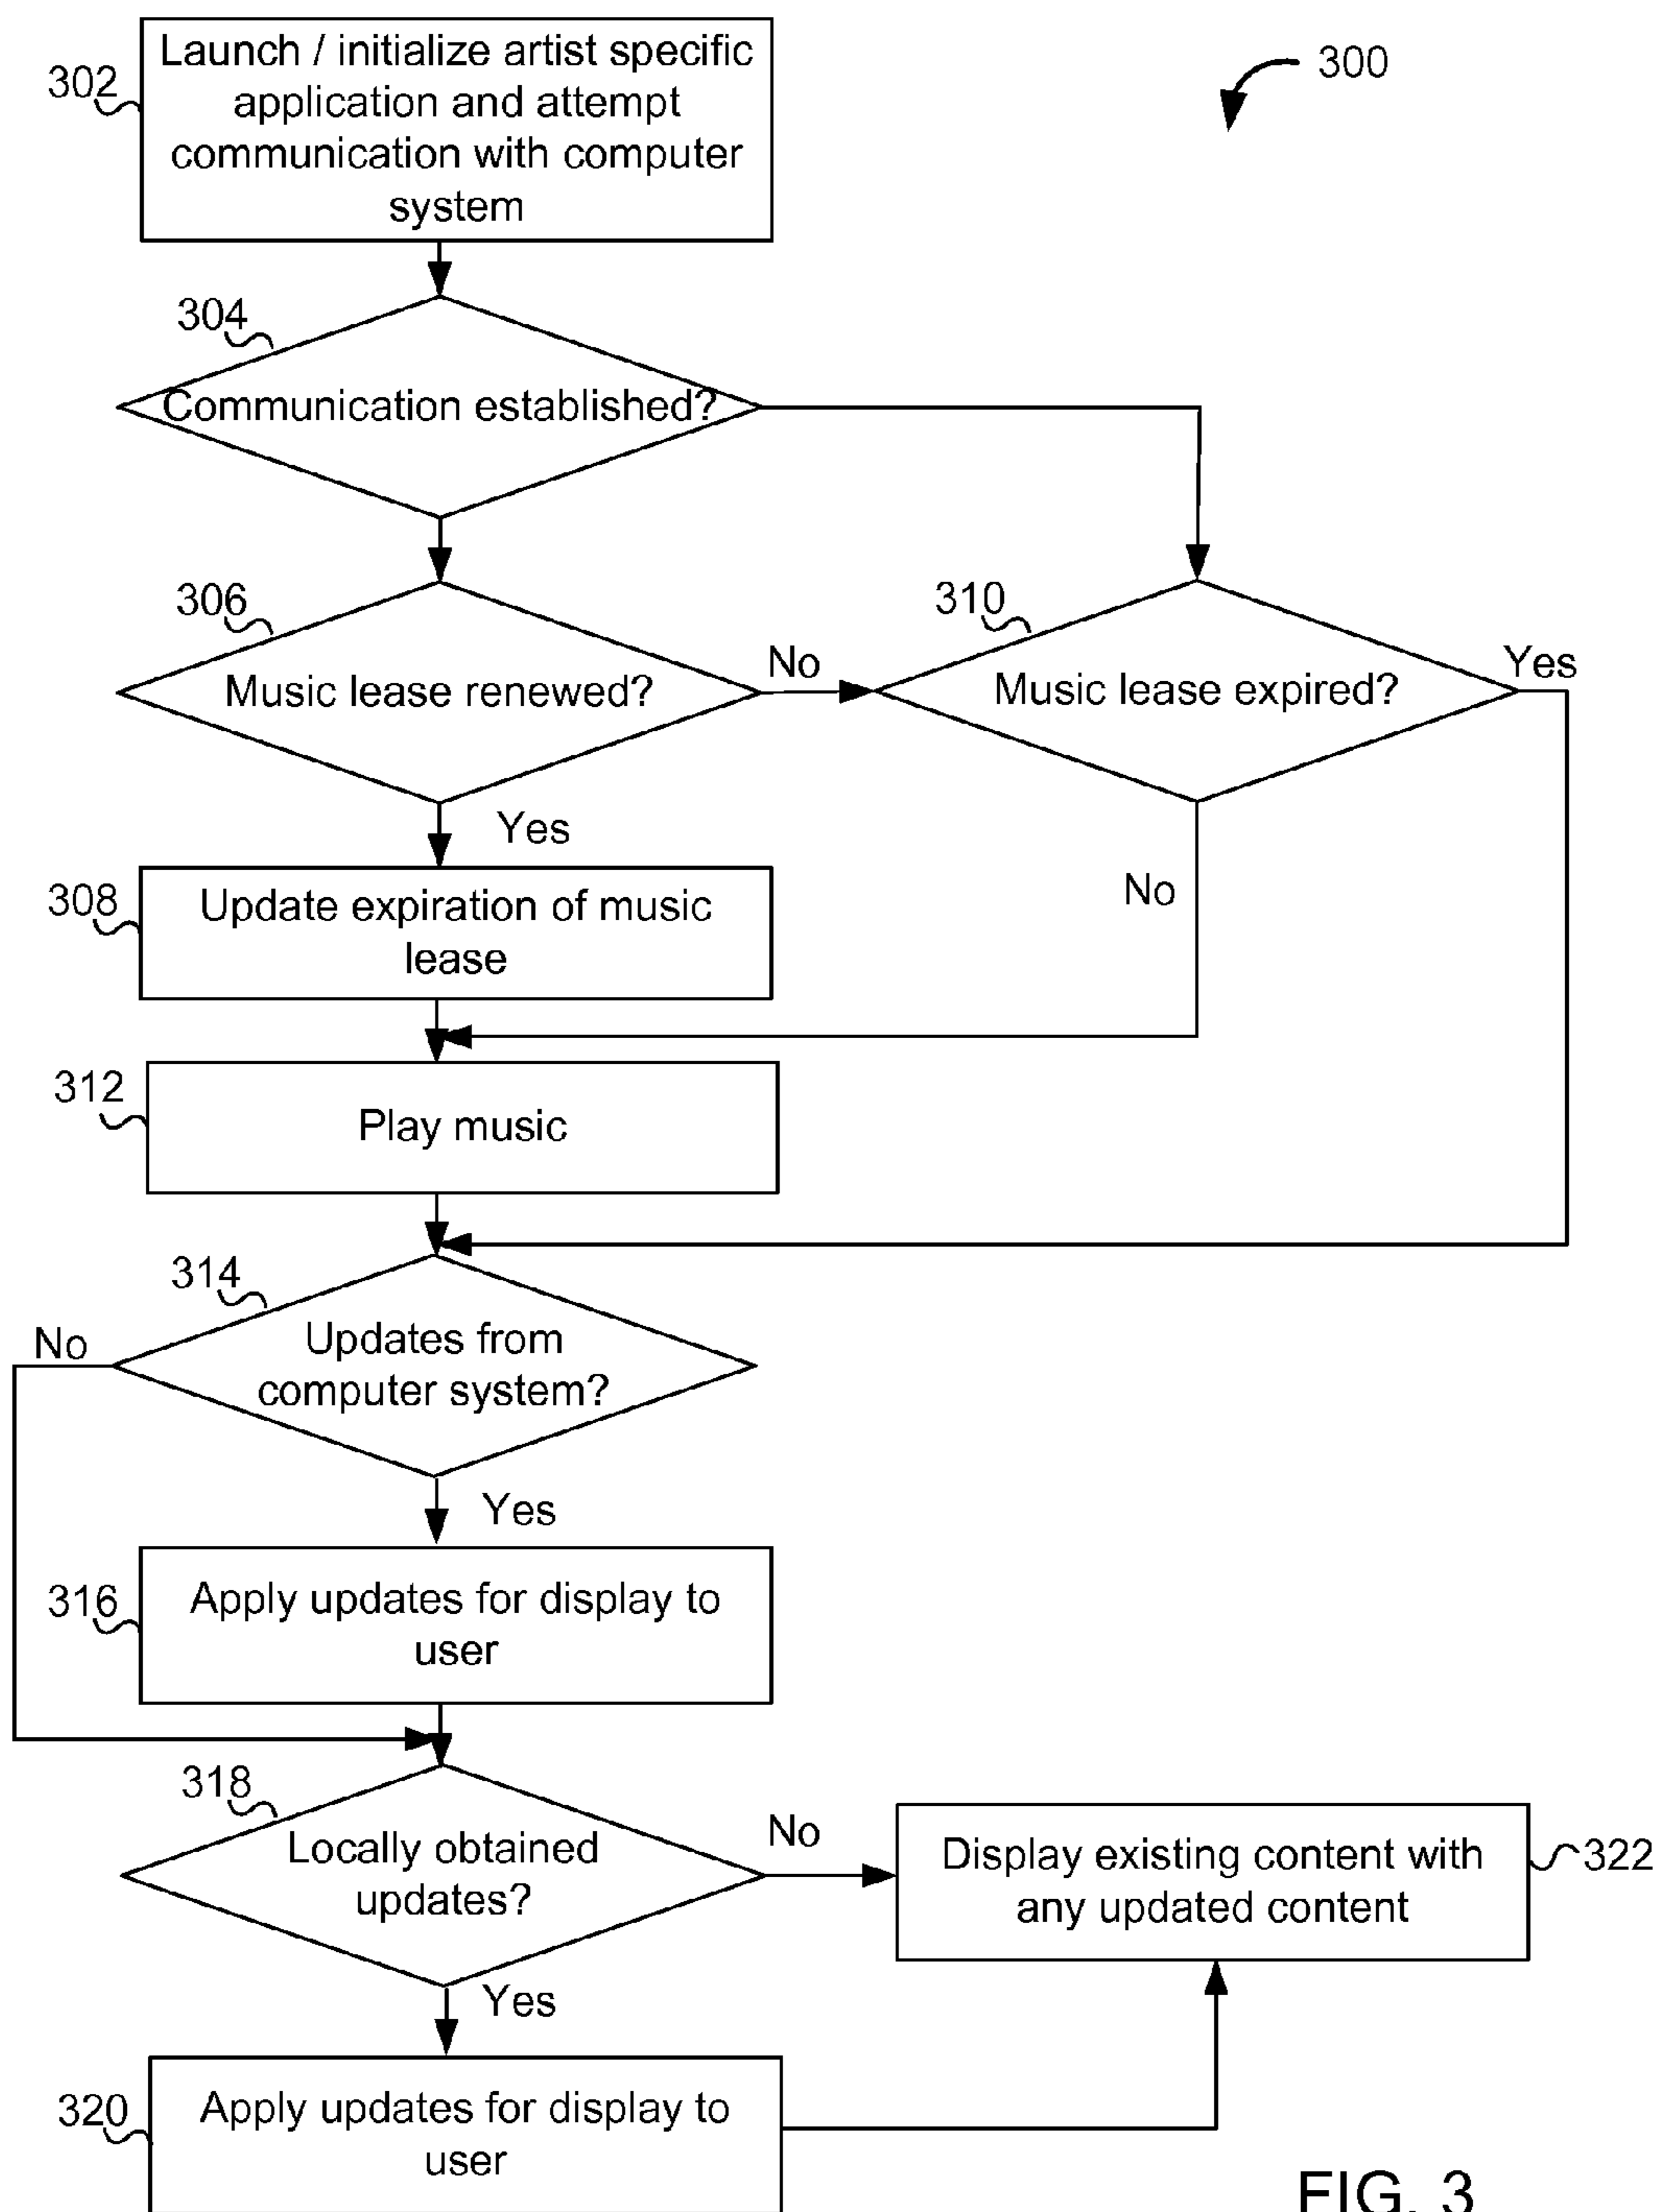 300
302
Launch / initialize artist specific
application and attempt
communication with computer
system
304
Communication established?
306
Music lease renewed?
No
310
Music lease expired?
Yes
Yes
No
308
Update expiration of music
lease
312
Play music
314
Updates from
computer system?
No
Yes
316
Apply updates for display to
user
318
Locally obtained
updates?
No
Display existing content with
any updated content
322
Yes
320
Apply updates for display to
user
FIG. 3